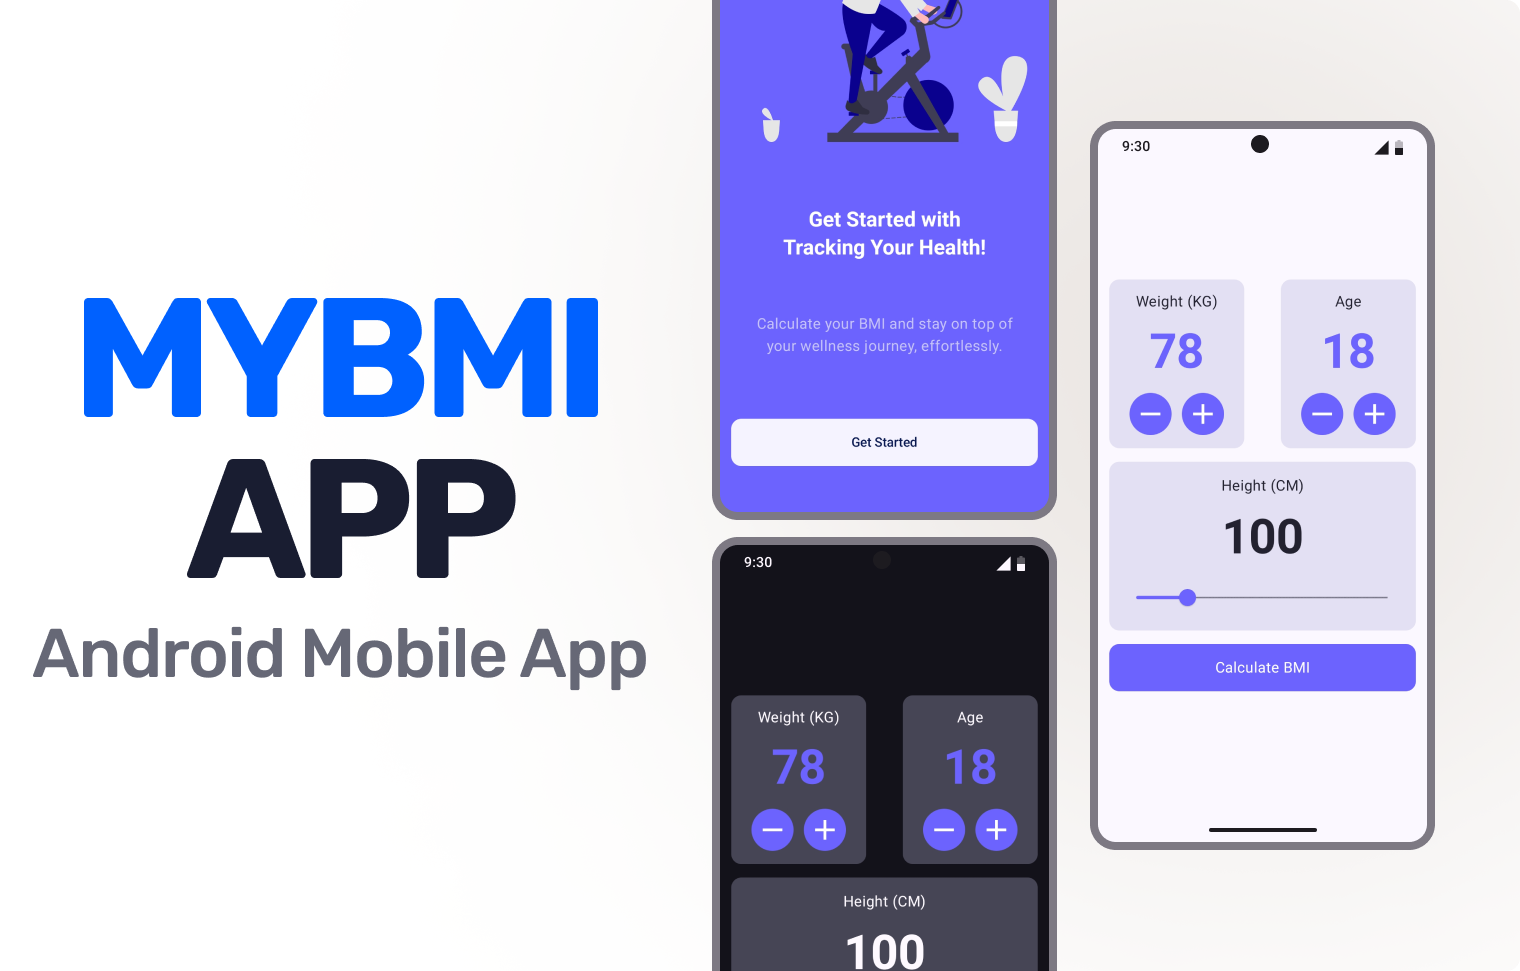 MYBMI
APP
Android Mobile App
Get Started with
Tracking Your Health!
Calculate your BMI and stay on top of
your wellness journey, effortlessly.
Get Started
9:30
Weight (KG)
78
Age
18
Height (CM)
100
9:30
Weight (KG)
78
Age
18
Height (CM)
100
Calculate BMI